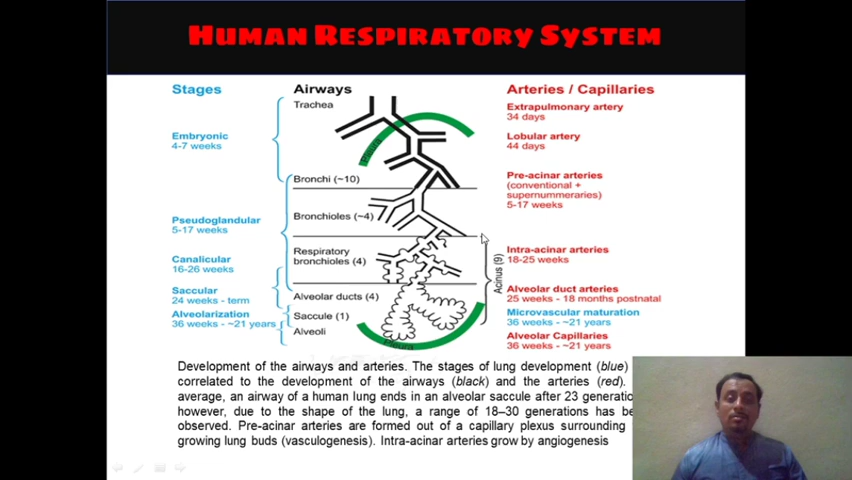 HUMAN RESPIRATORY SYSTEM
Stages
Airways
Arteries / Capillaries
Trachea
Extrapulmonary artery
34 days
Embryonic
4-7 weeks
Pleura
Lobular artery
44 days
Bronchi (~10)
Pre-acinar arteries
(conventional +
supernummeraries)
5-17 weeks
Pseudoglandular
5-17 weeks
Bronchioles (~4)
Canalicular
16-26 weeks
Respiratory
bronchioles (4)
Acinus (9)
Intra-acinar arteries
18-25 weeks
Saccular
24 weeks - term
Alveolar ducts (4)
Alveolar duct arteries
25 weeks - 18 months postnatal
Alveolarization
36 weeks - ~21 years
Saccule (1)
Microvascular maturation
36 weeks - ~21 years
Alveoli
Pleura
Alveolar Capillaries
36 weeks - ~21 years
Development of the airways and arteries. The stages of lung development (blue)
correlated to the development of the airways (black) and the arteries (red).
average, an airway of a human lung ends in an alveolar saccule after 23
however, due to the shape of the lung, a range of 18–30 generations has
observed. Pre-acinar arteries are formed out of a capillary plexus surrounding
growing lung buds (vasculogenesis). Intra-acinar arteries grow by angiogenesis